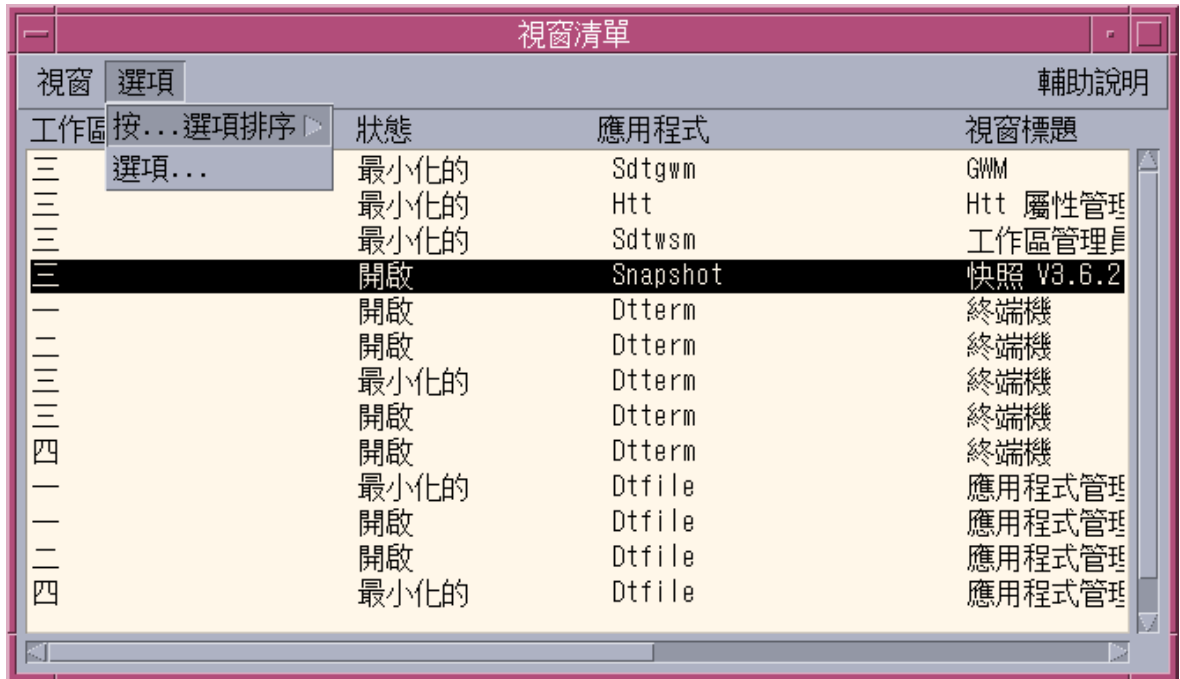 視窗清單
視窗 選項 輔助說明
按...選項排序
選項...
工作區 狀態 應用程式 視窗標題
三 最小化的 Sdtgwm GWM
三 最小化的 Htt Htt 屬性管理
三 最小化的 Sdtwsm 工作區管理員
三 開啟 Snapshot 快照 V3.6.2
一 開啟 Dtterm 終端機
二 開啟 Dtterm 終端機
三 最小化的 Dtterm 終端機
三 開啟 Dtterm 終端機
四 開啟 Dtterm 終端機
一 最小化的 Dtfile 應用程式管理
一 開啟 Dtfile 應用程式管理
二 開啟 Dtfile 應用程式管理
四 最小化的 Dtfile 應用程式管理